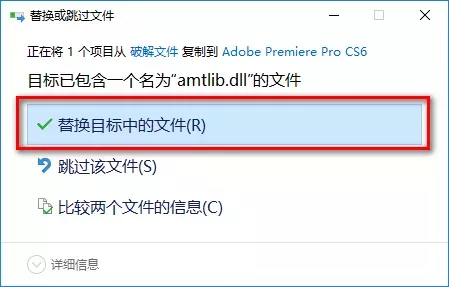 替换或跳过文件
正在将 1 个项目从 破解文件 复制到 Adobe Premiere Pro CS6
目标已包含一个名为“amtlib.dll”的文件
替换目标中的文件(R)
跳过该文件(S)
比较两个文件的信息(C)
详细信息